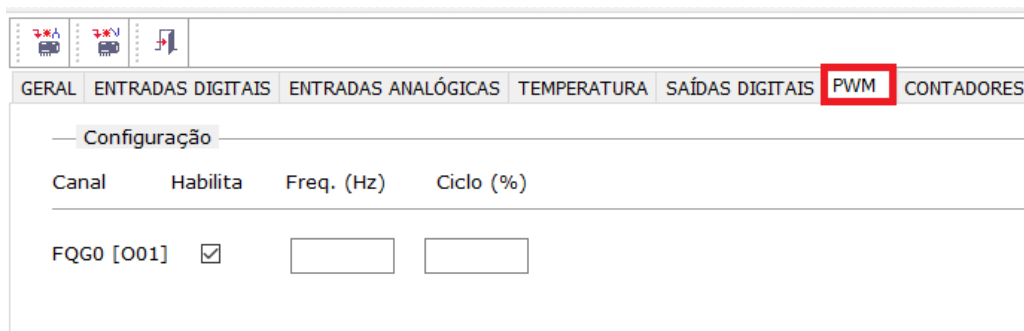 GERAL ENTRADAS DIGITAIS ENTRADAS ANALÓGICAS TEMPERATURA SAÍDAS DIGITAIS PWM CONTADORES
Configuração
Canal Habilita Freq. (Hz) Ciclo (%)
FQG0 [O01]